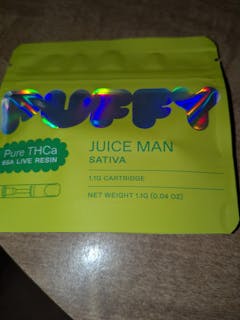 PUFFY
Pure THCa
BSA LIVE RESIN
JUICE MAN
SATIVA
1.1G CARTRIDGE
NET WEIGHT 1.1G (0.04 OZ)